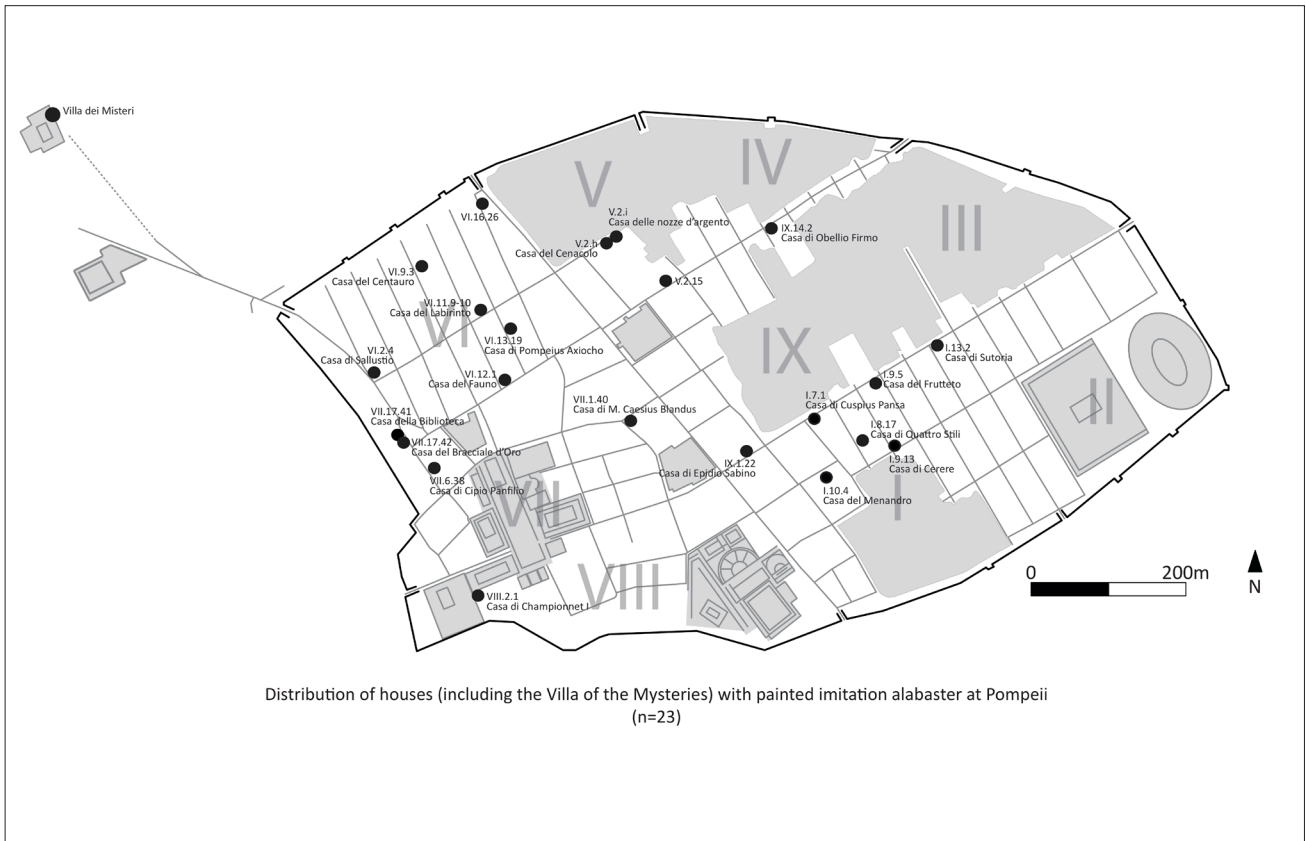 Villa dei Misteri
V
IV
III
VI.16.26
V.2.i
Casa delle nozze d'argento
V.2.h
Casa del Cenacolo
IX.14.2
Casa di Obellio Firmo
VI.9.3
Casa del Centauro
V.2.15
VI
VI.11.9-10
Casa del Labirinto
VI.13.19
Casa di Pompeius Axiocho
IX
I.13.2
Casa di Sutoria
VI.2.4
Casa di Sallustio
VI.12.1
Casa del Fauno
I.9.5
Casa del Frutteto
II
VII.17.41
Casa della Biblioteca
VII.1.40
Casa di M. Caesius Blandus
I.7.1
Casa di Cuspius Pansa
VII.17.42
Casa del Bracciale d'Oro
I.8.17
Casa di Quattro Stili
IX.1.22
Casa di Epidio Sabino
I.9.13
Casa di Cerere
VII.6.38
Casa di Cipio Panfilio
VII
I.10.4
Casa del Menandro
I
VIII
VIII.2.1
Casa di Championnet I
0 200m
N
Distribution of houses (including the Villa of the Mysteries) with painted imitation alabaster at Pompeii
(n=23)